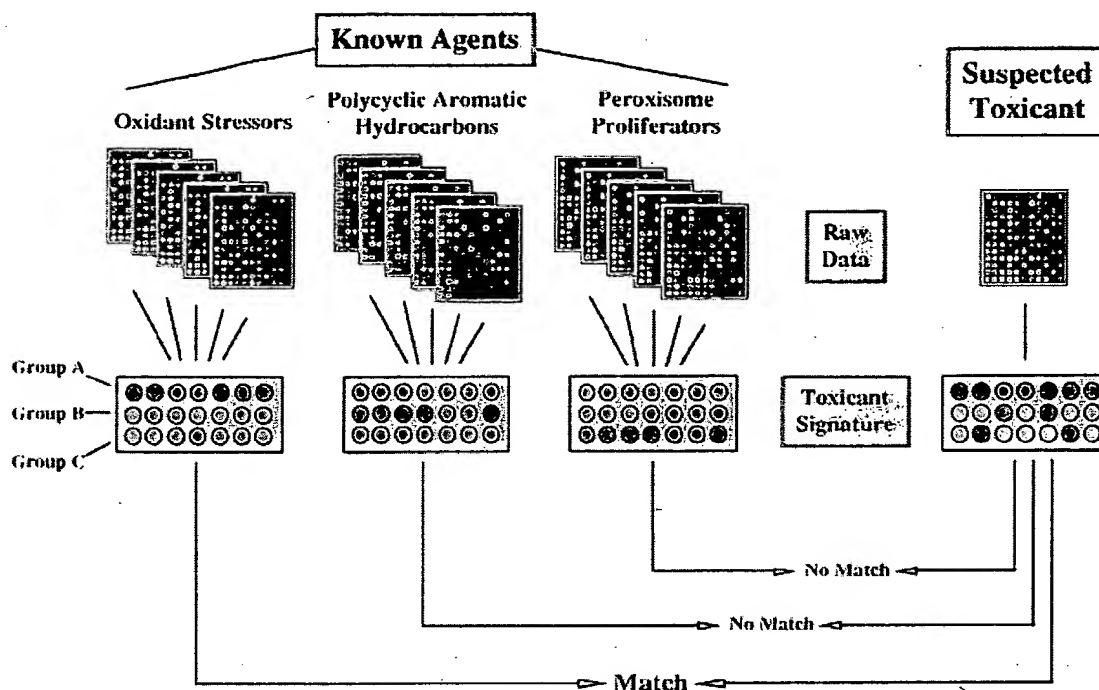 Known Agents
Suspected
Toxicant
Oxidant Stressors
Polycyclic Aromatic
Hydrocarbons
Peroxisome
Proliferators
Raw
Data
Group A
Group B
Group C
Toxicant
Signature
No Match
No Match
Match